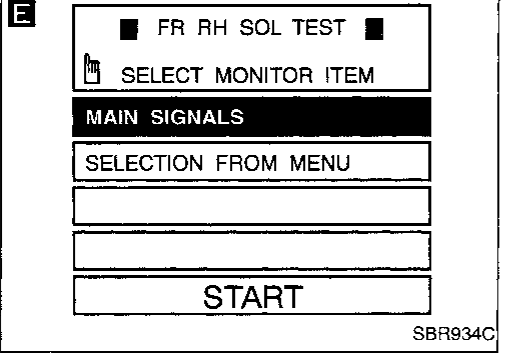 E
■ FR RH SOL TEST ■
SELECT MONITOR ITEM
MAIN SIGNALS
SELECTION FROM MENU
START
SBR934C